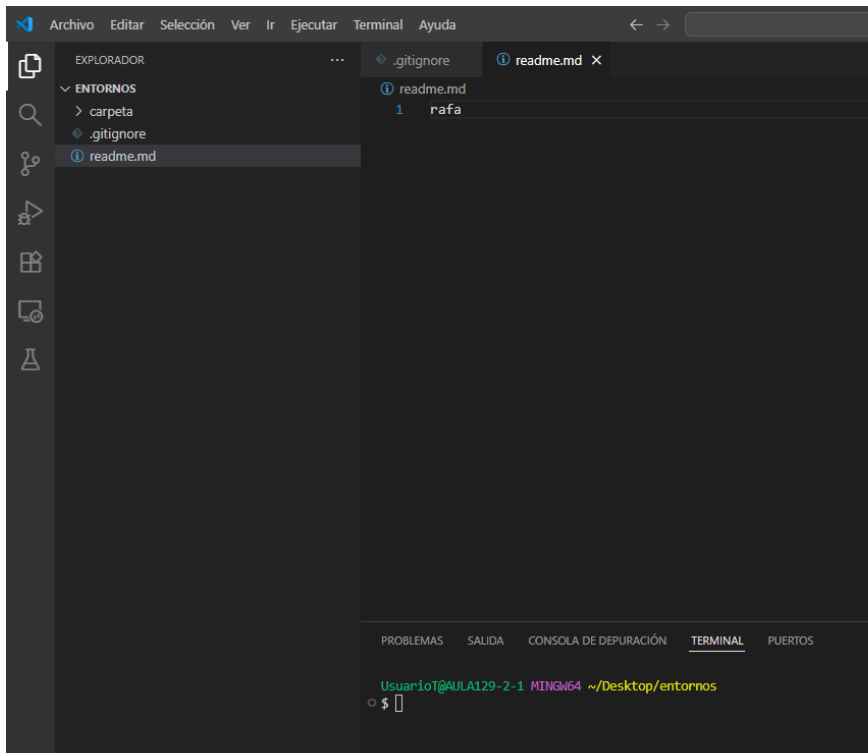 Archivo Editar Selección Ver Ir Ejecutar Terminal Ayuda
EXPLORADOR
ENTORNOS
carpeta
.gitignore
readme.md
.gitignore readme.md
readme.md
1 rafa
PROBLEMAS SALIDA CONSOLA DE DEPURACIÓN TERMINAL PUERTOS
UsuarioT@AULA129-2-1 MINGW64 ~/Desktop/entornos
$